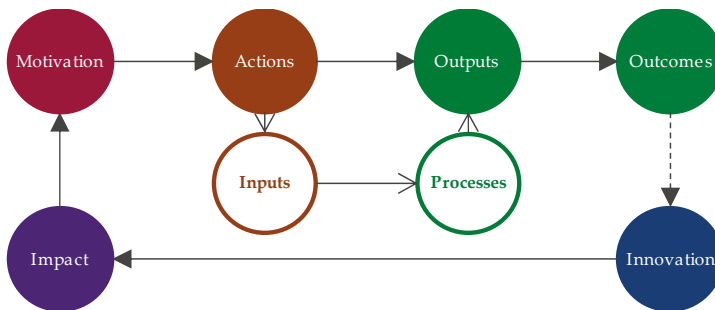 Motivation
Actions
Outputs
Outcomes
Inputs
Processes
Impact
Innovation